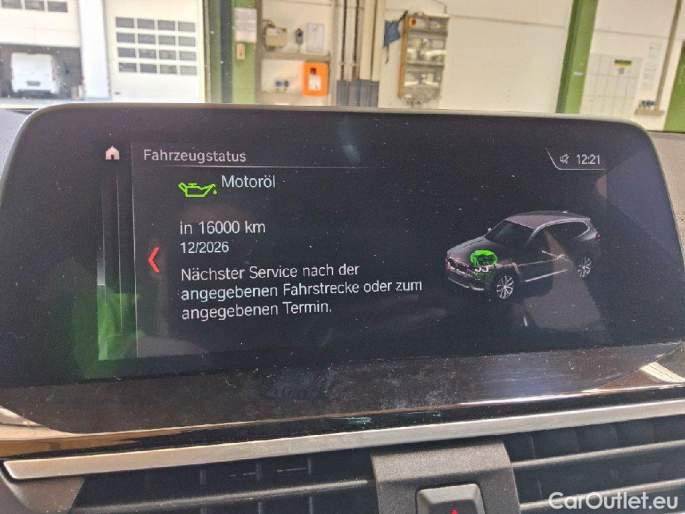 Fahrzeugstatus
12:21
Motoröl
in 16000 km
12/2026
Nächster Service nach der
angegebenen Fahrstrecke oder zum
angegebenen Termin.
CarOutlet.eu